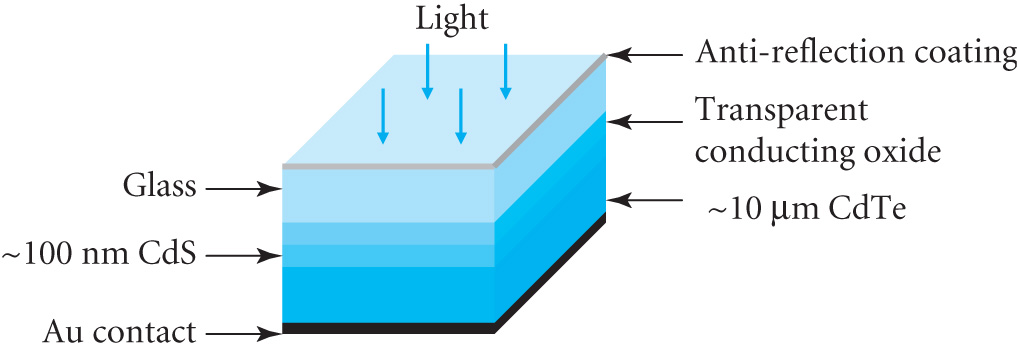 Light
Anti-reflection coating
Transparent
conducting oxide
Glass
~10 μm CdTe
~100 nm CdS
Au contact